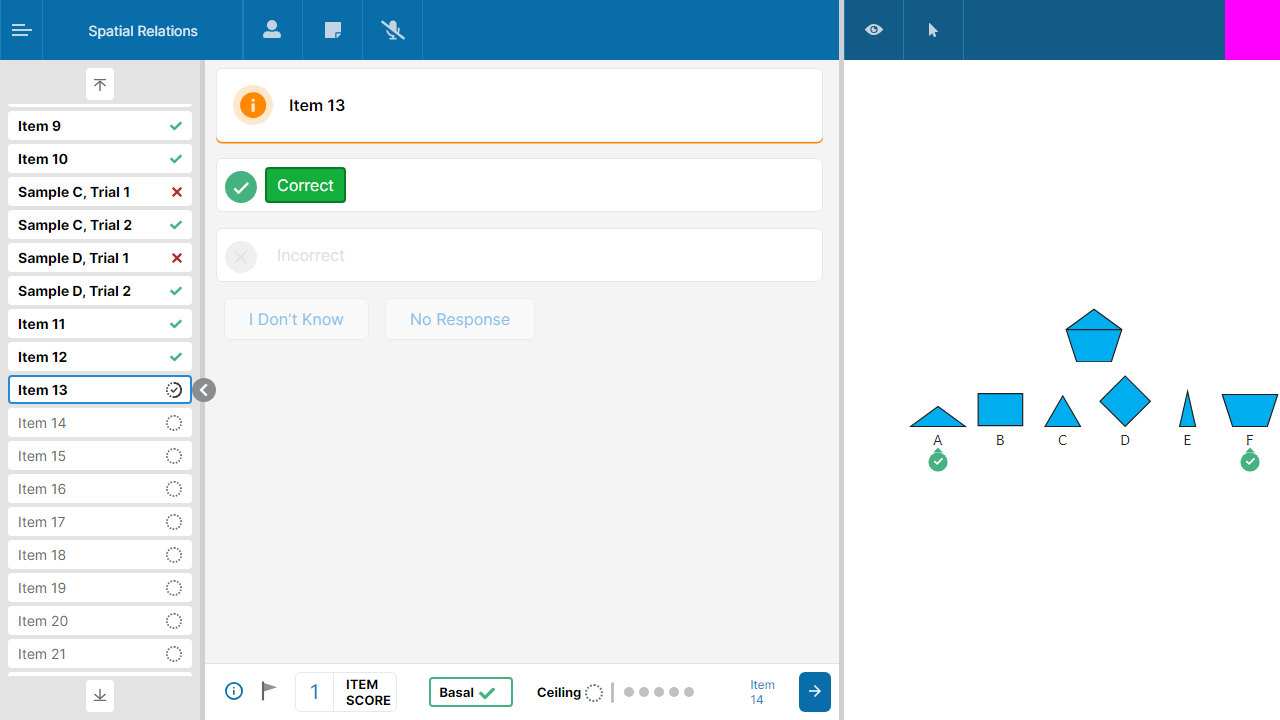 Spatial Relations
Item 9
Item 10
Sample C, Trial 1
Sample C, Trial 2
Sample D, Trial 1
Sample D, Trial 2
Item 11
Item 12
Item 13
Item 14
Item 15
Item 16
Item 17
Item 18
Item 19
Item 20
Item 21
Item 13
Correct
Incorrect
I Don't Know
No Response
1
ITEM
SCORE
Basal
Ceiling
Item
14
A B C D E F